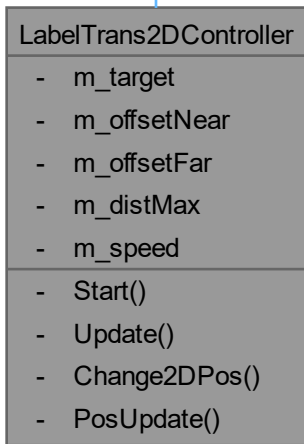 LabelTrans2DController
- m_target
- m_offsetNear
- m_offsetFar
- m_distMax
- m_speed
- Start()
- Update()
- Change2DPos()
- PosUpdate()